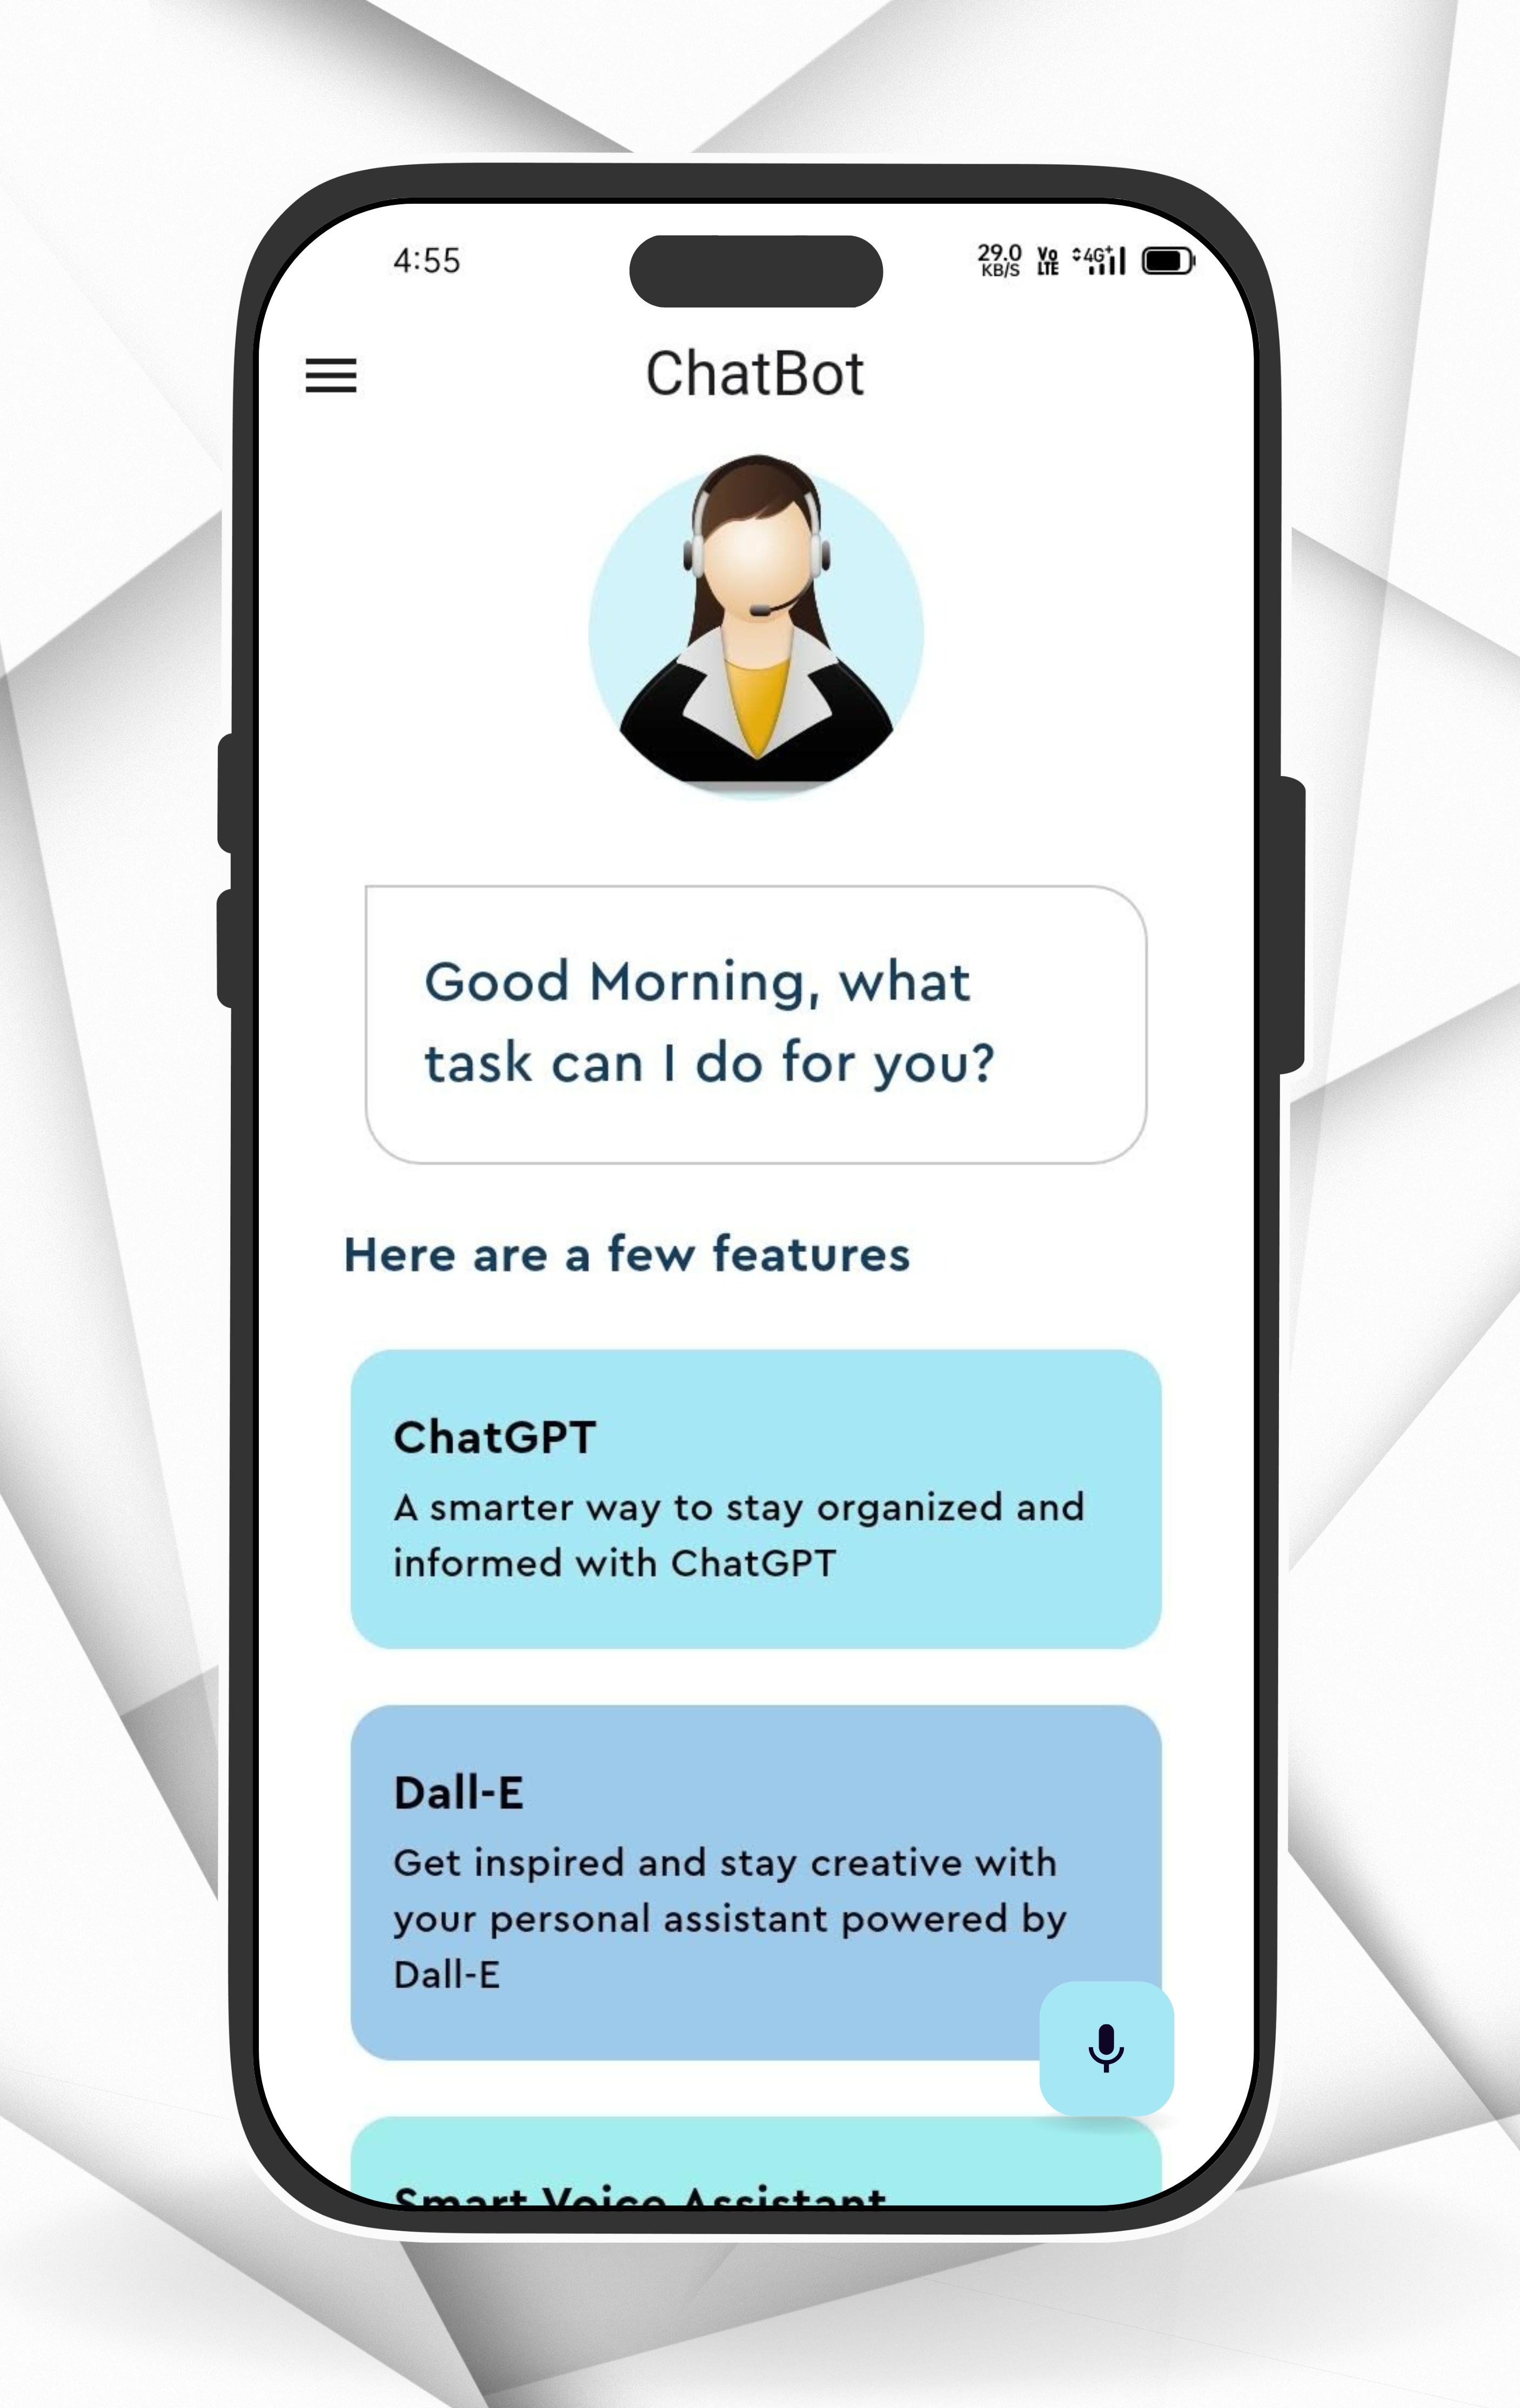 4:55
29.0
KB/S
Vo
LTE
4G+
ChatBot
Good Morning, what
task can I do for you?
Here are a few features
ChatGPT
A smarter way to stay organized and
informed with ChatGPT
Dall-E
Get inspired and stay creative with
your personal assistant powered by
Dall-E
Smart Voice Assistant